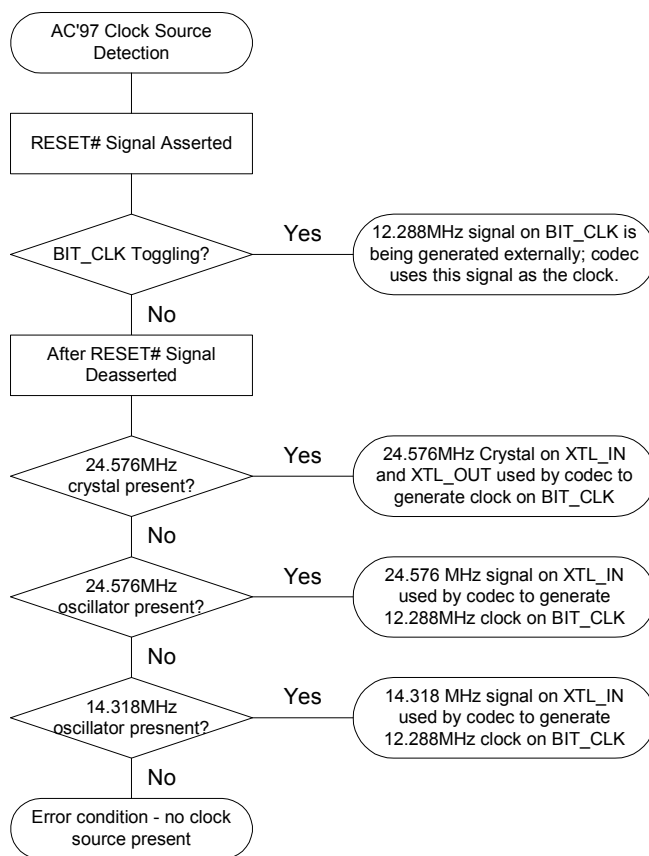 AC'97 Clock Source
Detection
RESET# Signal Asserted
BIT_CLK Toggling?
Yes
12.288MHz signal on BIT_CLK is
being generated externally; codec
uses this signal as the clock.
No
After RESET# Signal
Deasserted
24.576MHz
crystal present?
Yes
24.576MHz Crystal on XTL_IN
and XTL_OUT used by codec to
generate clock on BIT_CLK
No
24.576MHz
oscillator present?
Yes
24.576 MHz signal on XTL_IN
used by codec to generate
12.288MHz clock on BIT_CLK
No
14.318MHz
oscillator presnent?
Yes
14.318 MHz signal on XTL_IN
used by codec to generate
12.288MHz clock on BIT_CLK
No
Error condition - no clock
source present